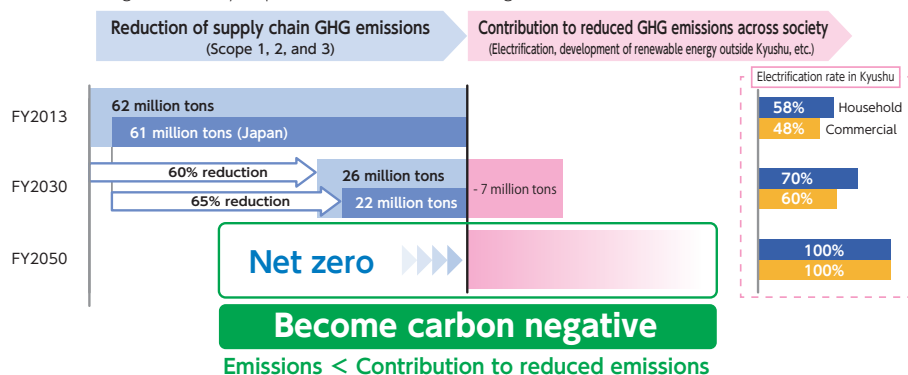 Reduction of supply chain GHG emissions
(Scope 1, 2, and 3)
Contribution to reduced GHG emissions across society
(Electrification, development of renewable energy outside Kyushu, etc.)
Electrification rate in Kyushu
FY2013
62 million tons
61 million tons (Japan)
58%
Household
48%
Commercial
FY2030
60% reduction
65% reduction
26 million tons
22 million tons
- 7 million tons
70%
60%
FY2050
Net zero
100%
100%
Become carbon negative
Emissions < Contribution to reduced emissions